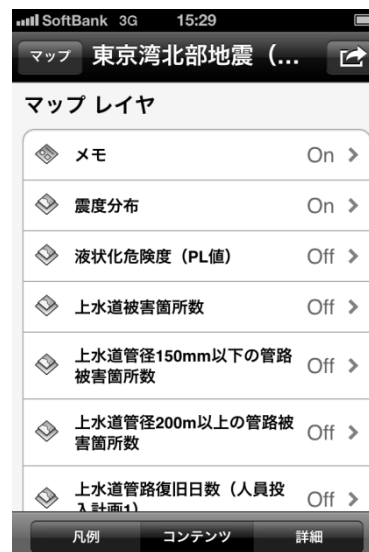 SoftBank 3G 15:29
マップ 東京湾北部地震（...
マップ レイヤ
メモ On
震度分布 On
液状化危険度（PL値） Off
上水道被害箇所数 Off
上水道管径150mm以下の管路
被害箇所数 Off
上水道管径200m以上の管路被
害箇所数 Off
上水道管路復旧日数（人員投
入計画1） Off
凡例 コンテンツ 詳細